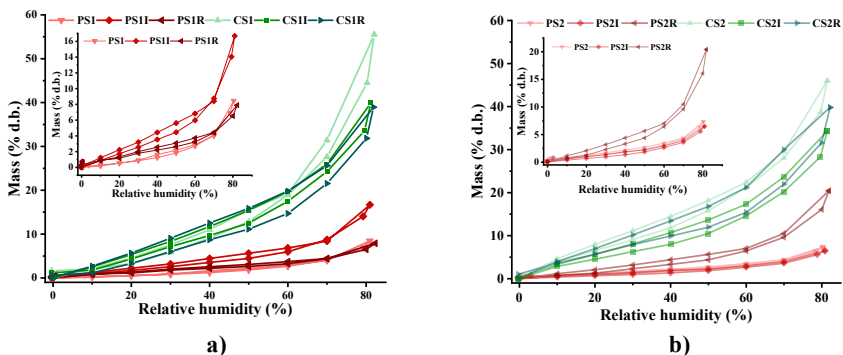 PS1 PS1I PS1R CS1 CS1I CS1R
60
50
40
30
20
10
0
Mass (% d.b.)
0 20 40 60 80
Relative humidity (%)
PS1 PS1I PS1R
16
14
12
10
8
6
4
2
0
Mass (% d.b.)
0 20 40 60 80 100
Relative humidity (%)
a)
PS2 PS2I PS2R CS2 CS2I CS2R
60
50
40
30
20
10
0
Mass (% d.b.)
0 20 40 60 80
Relative humidity (%)
PS2 PS2I PS2R
25
20
15
10
5
0
Mass (% d.b.)
0 20 40 60 80 100
Relative humidity (%)
b)